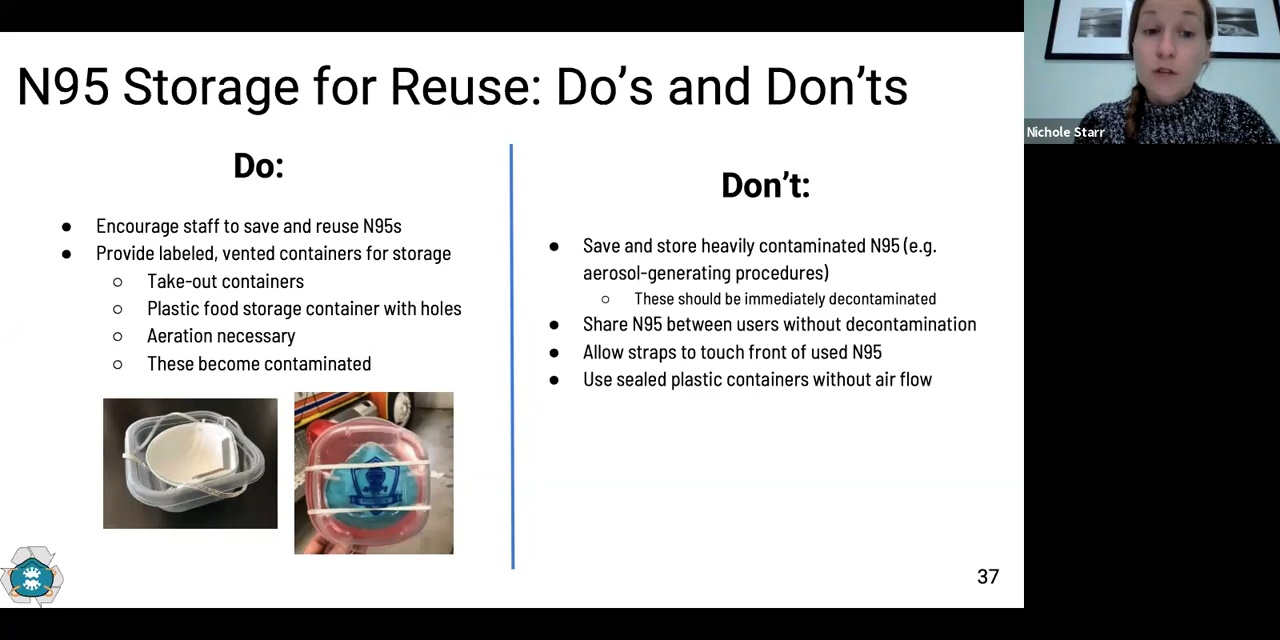 N95 Storage for Reuse: Do's and Don'ts
Do:
● Encourage staff to save and reuse N95s
● Provide labeled, vented containers for storage
○ Take-out containers
○ Plastic food storage container with holes
○ Aeration necessary
○ These become contaminated
Don't:
● Save and store heavily contaminated N95 (e.g.
aerosol-generating procedures)
○ These should be immediately decontaminated
● Share N95 between users without decontamination
● Allow straps to touch front of used N95
● Use sealed plastic containers without air flow
37
Nichole Starr